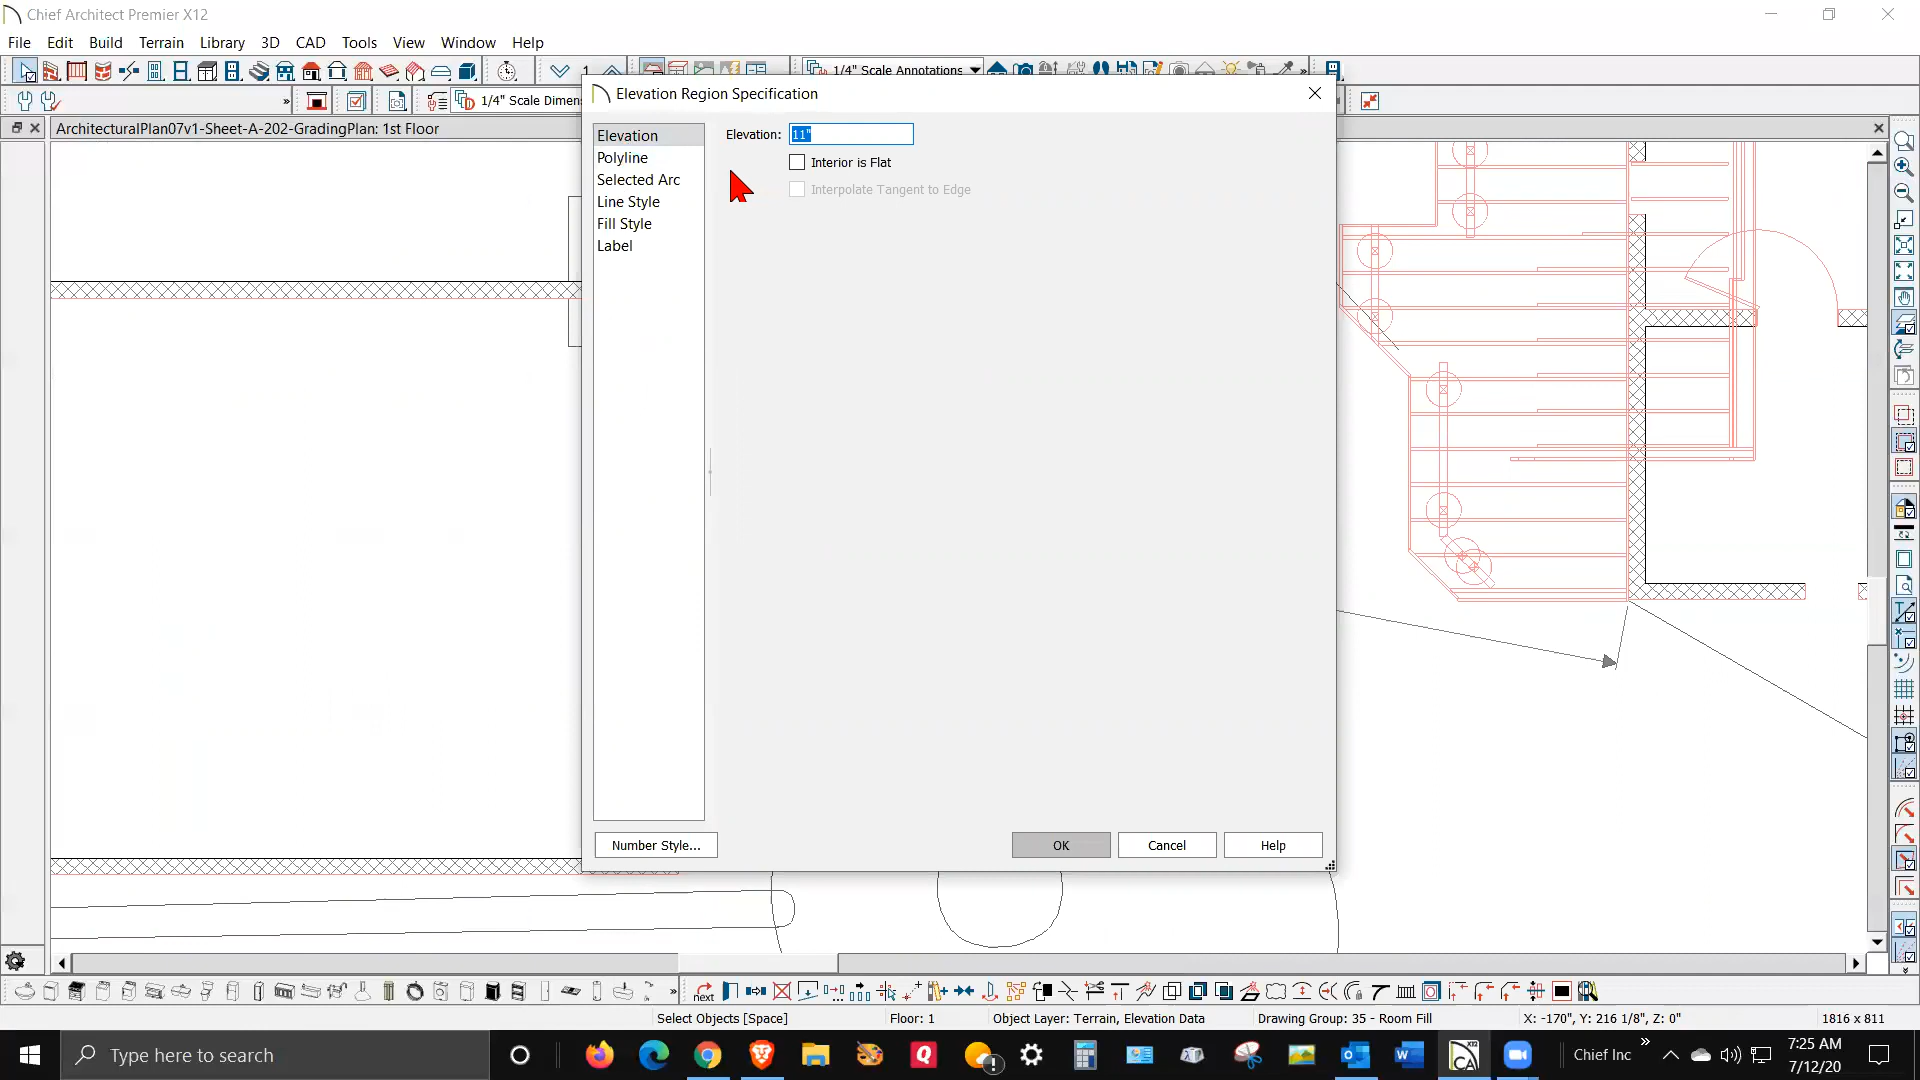 Chief Architect Premier X12
File Edit Build Terrain Library 3D CAD Tools View Window Help
1 1/4" Scale Annotations
1/4" Scale Dimen
ArchitecturalPlan07v1-Sheet-A-202-GradingPlan: 1st Floor
Elevation Region Specification
Elevation
Polyline
Selected Arc
Line Style
Fill Style
Label
Elevation: 11"
Interior is Flat
Interpolate Tangent to Edge
Number Style... OK Cancel Help
next
Select Objects [Space] Floor: 1 Object Layer: Terrain, Elevation Data Drawing Group: 35 - Room Fill X: -170", Y: 216 1/8", Z: 0" 1816 x 811
Type here to search
Chief Inc
7:25 AM
7/12/20